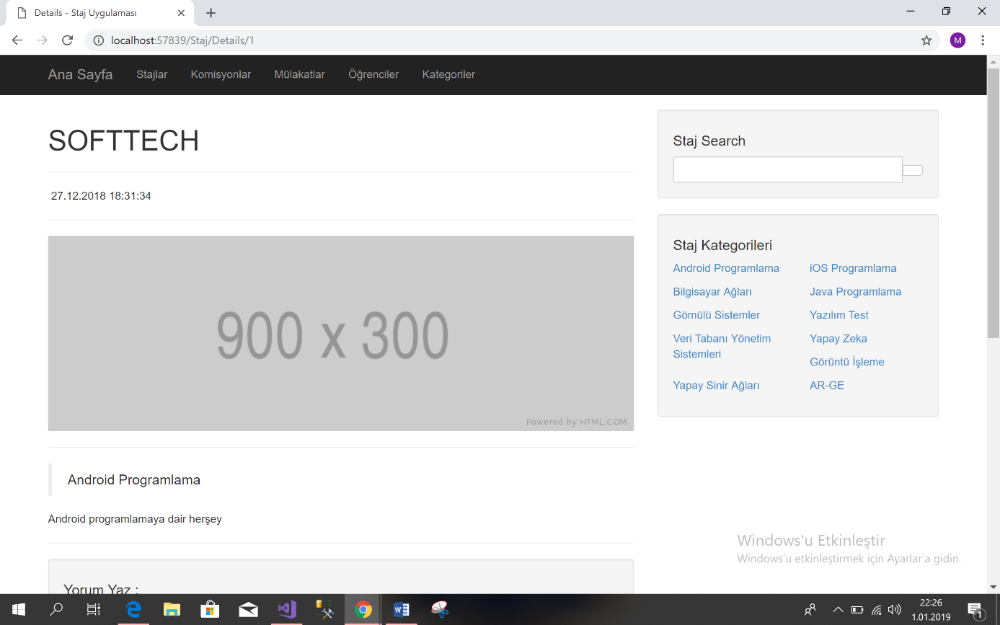 Details - Staj Uygulaması
localhost:57839/Staj/Details/1
M
Ana Sayfa Stajlar Komisyonlar Mülakatlar Öğrenciler Kategoriler
SOFTTECH
27.12.2018 18:31:34
900 x 300
Powered by HTML.COM
Android Programlama
Android programlamaya dair herşey
Yorum Yaz :
Staj Search
Staj Kategorileri
Android Programlama
Bilgisayar Ağları
Gömülü Sistemler
Veri Tabanı Yönetim
Sistemleri
Yapay Sinir Ağları
iOS Programlama
Java Programlama
Yazılım Test
Yapay Zeka
Görüntü İşleme
AR-GE
Windows'u Etkinleştir
Windows'u etkinleştirmek için Ayarlar'a gidin.
22:26
1.01.2019
1